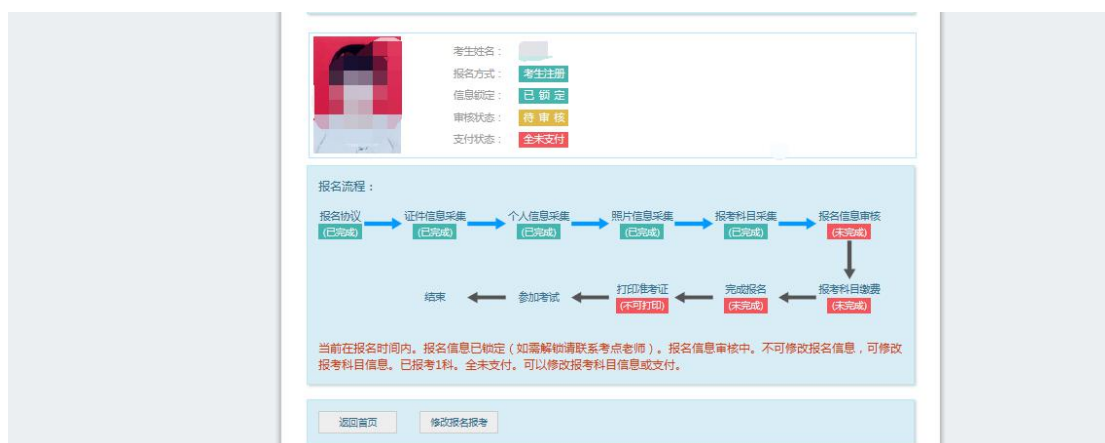 考生姓名：
报名方式： 考生注册
信息锁定： 已 锁 定
审核状态： 待 审 核
支付状态： 全未支付
报名流程：
报名协议 证件信息采集 个人信息采集 照片信息采集 报考科目采集 报名信息审核
(已完成) (已完成) (已完成) (已完成) (已完成) (未完成)
结束 参加考试 打印准考证 完成报名 报考科目缴费
(不可打印) (未完成) (未完成)
当前在报名时间内。报名信息已锁定（如需解锁请联系考点老师）。报名信息审核中。不可修改报名信息，可修改
报考科目信息。已报考1科。全未支付。可以修改报考科目信息或支付。
返回首页 修改报名报考